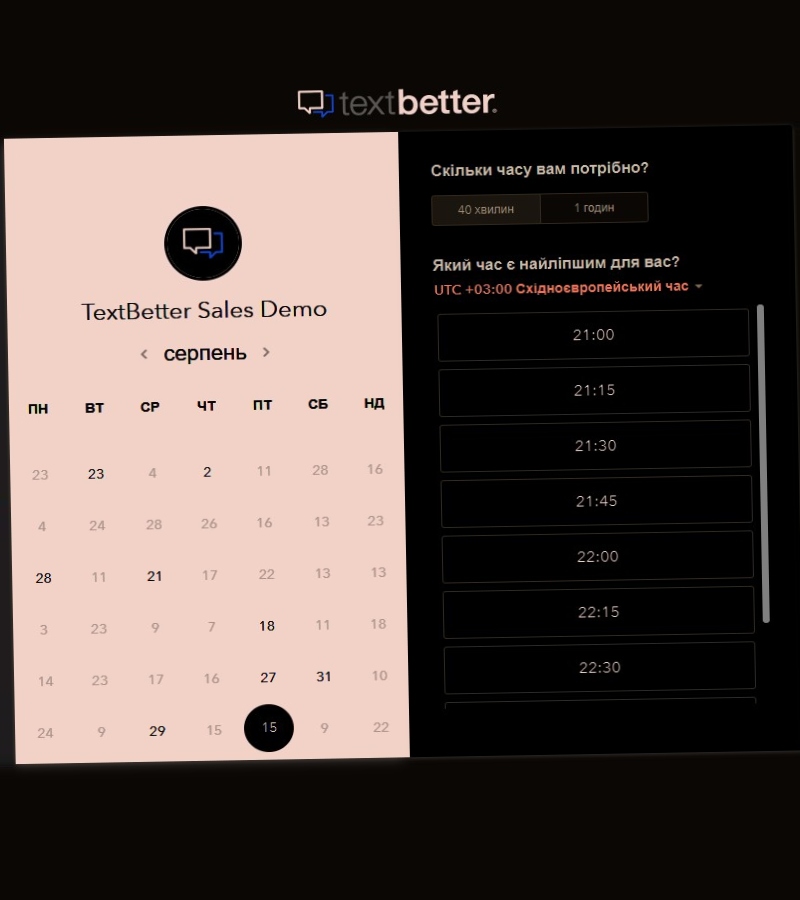 textbetter.
TextBetter Sales Demo
серпень
ПН ВТ СР ЧТ ПТ СБ НД
23 23 4 2 11 28 16
4 24 28 26 16 13 23
28 11 21 17 22 13 13
3 23 9 7 18 11 18
14 23 17 16 27 31 10
24 9 29 15 15 9 22
Скільки часу вам потрібно?
40 хвилин 1 годин
Який час є найліпшим для вас?
UTC +03:00 Східноєвропейський час
21:00
21:15
21:30
21:45
22:00
22:15
22:30